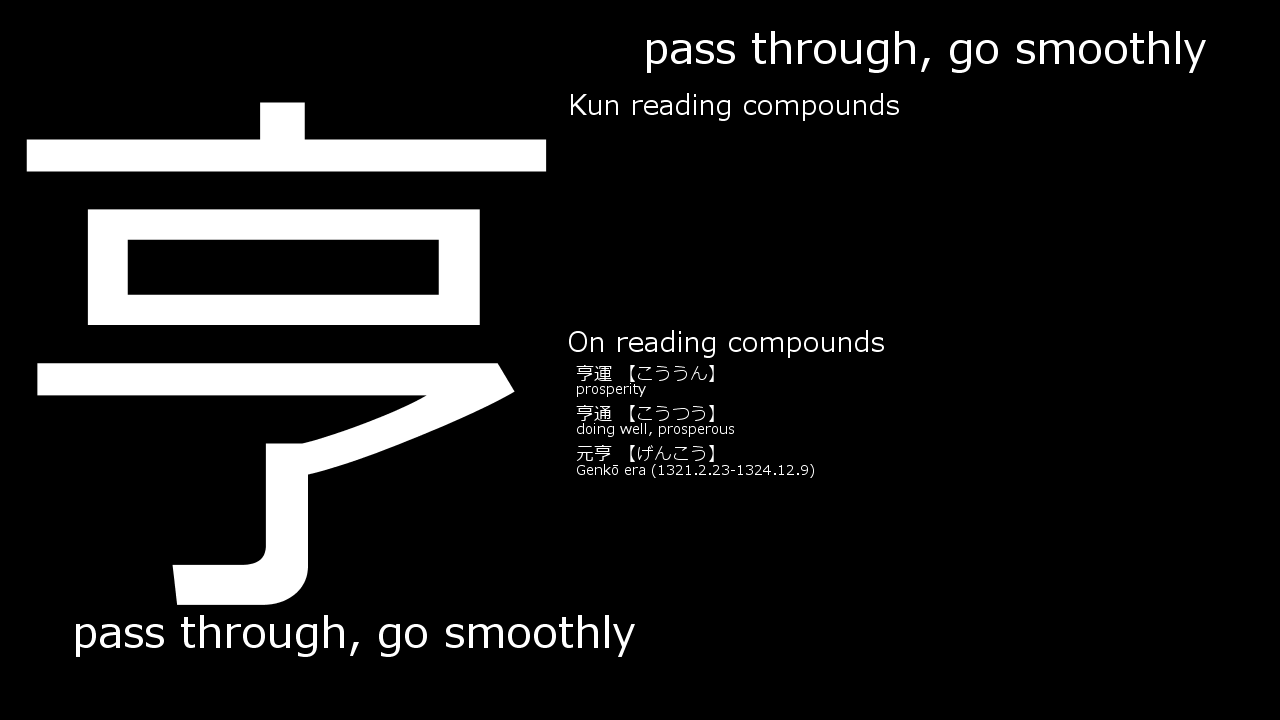 亨
pass through, go smoothly
pass through, go smoothly
Kun reading compounds
On reading compounds
亨運 【こううん】
prosperity
亨通 【こうつう】
doing well, prosperous
元亨 【げんこう】
Genkō era (1321.2.23-1324.12.9)